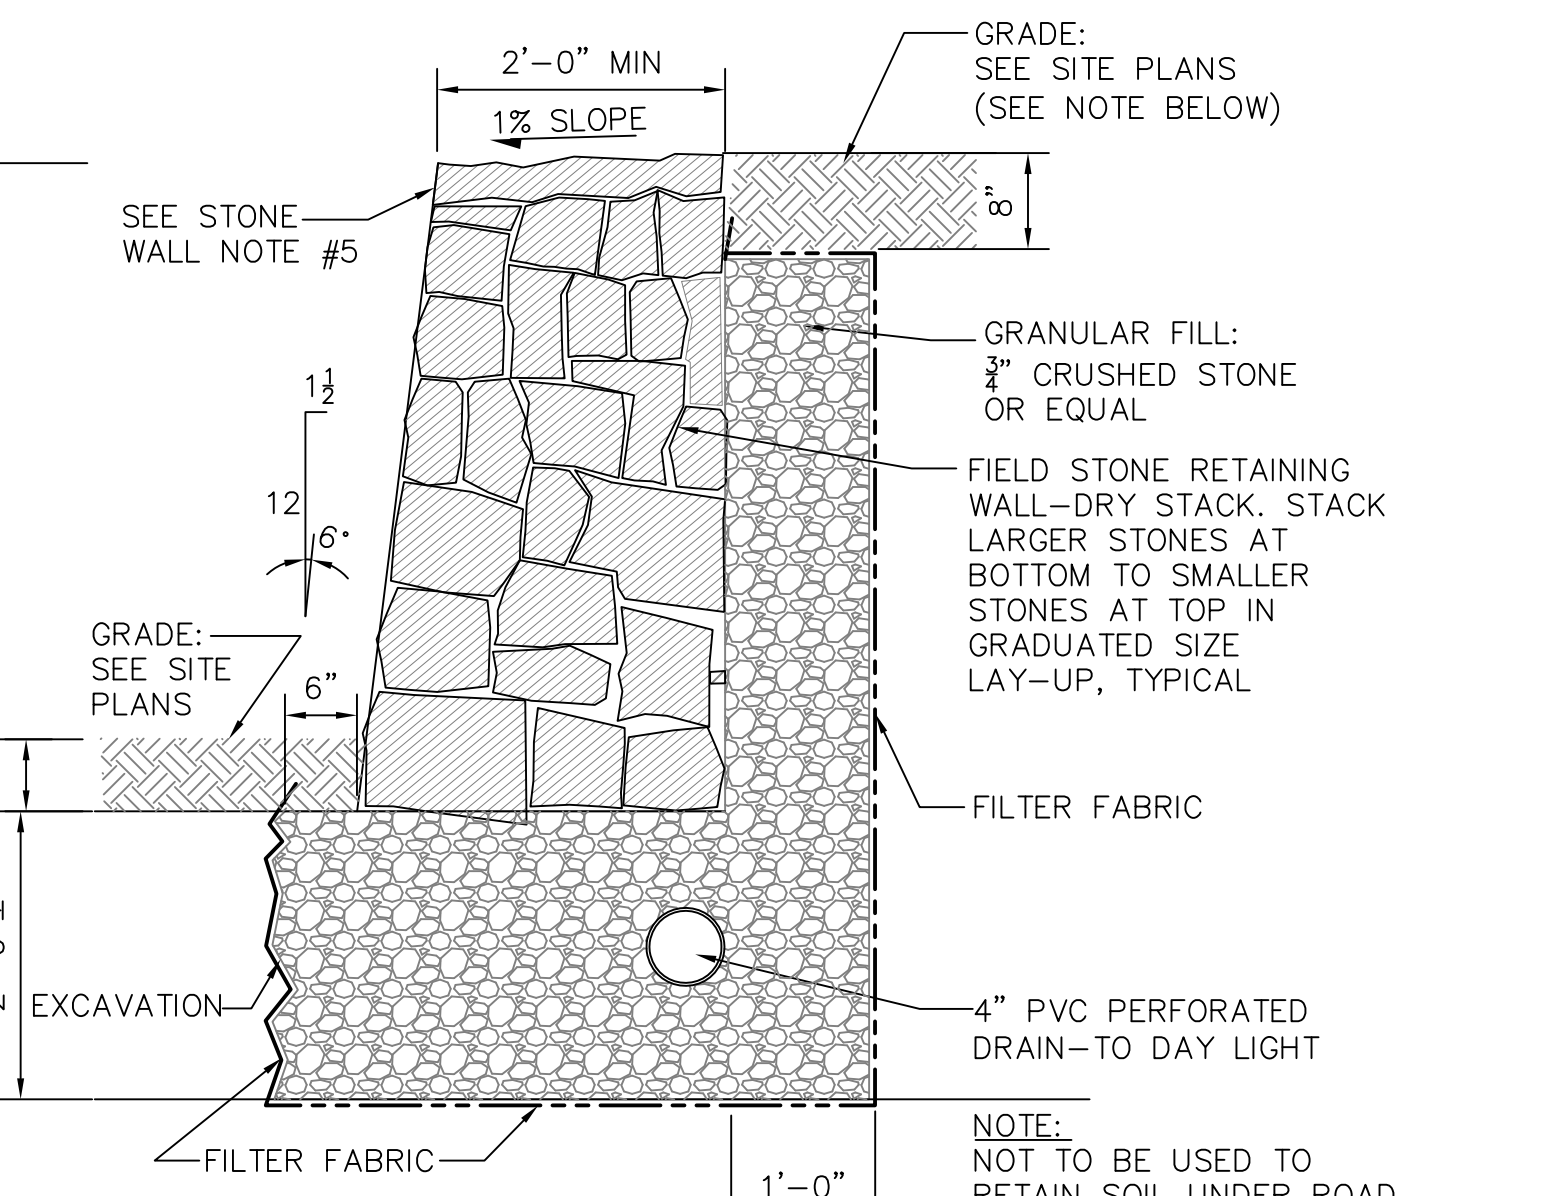 GRADE:
SEE SITE PLANS
(SEE NOTE BELOW)
2'-0" MIN
1% SLOPE
8"
SEE STONE
WALL NOTE #5
GRANULAR FILL:
3/4" CRUSHED STONE
OR EQUAL
1 1/2
12
6°
FIELD STONE RETAINING
WALL-DRY STACK. STACK
LARGER STONES AT
BOTTOM TO SMALLER
STONES AT TOP IN
GRADUATED SIZE
LAY-UP, TYPICAL
GRADE:
SEE SITE
PLANS
6"
FILTER FABRIC
EXCAVATION
4" PVC PERFORATED
DRAIN-TO DAY LIGHT
FILTER FABRIC
1'-0"
NOTE:
NOT TO BE USED TO
RETAIN SOIL UNDER ROAD